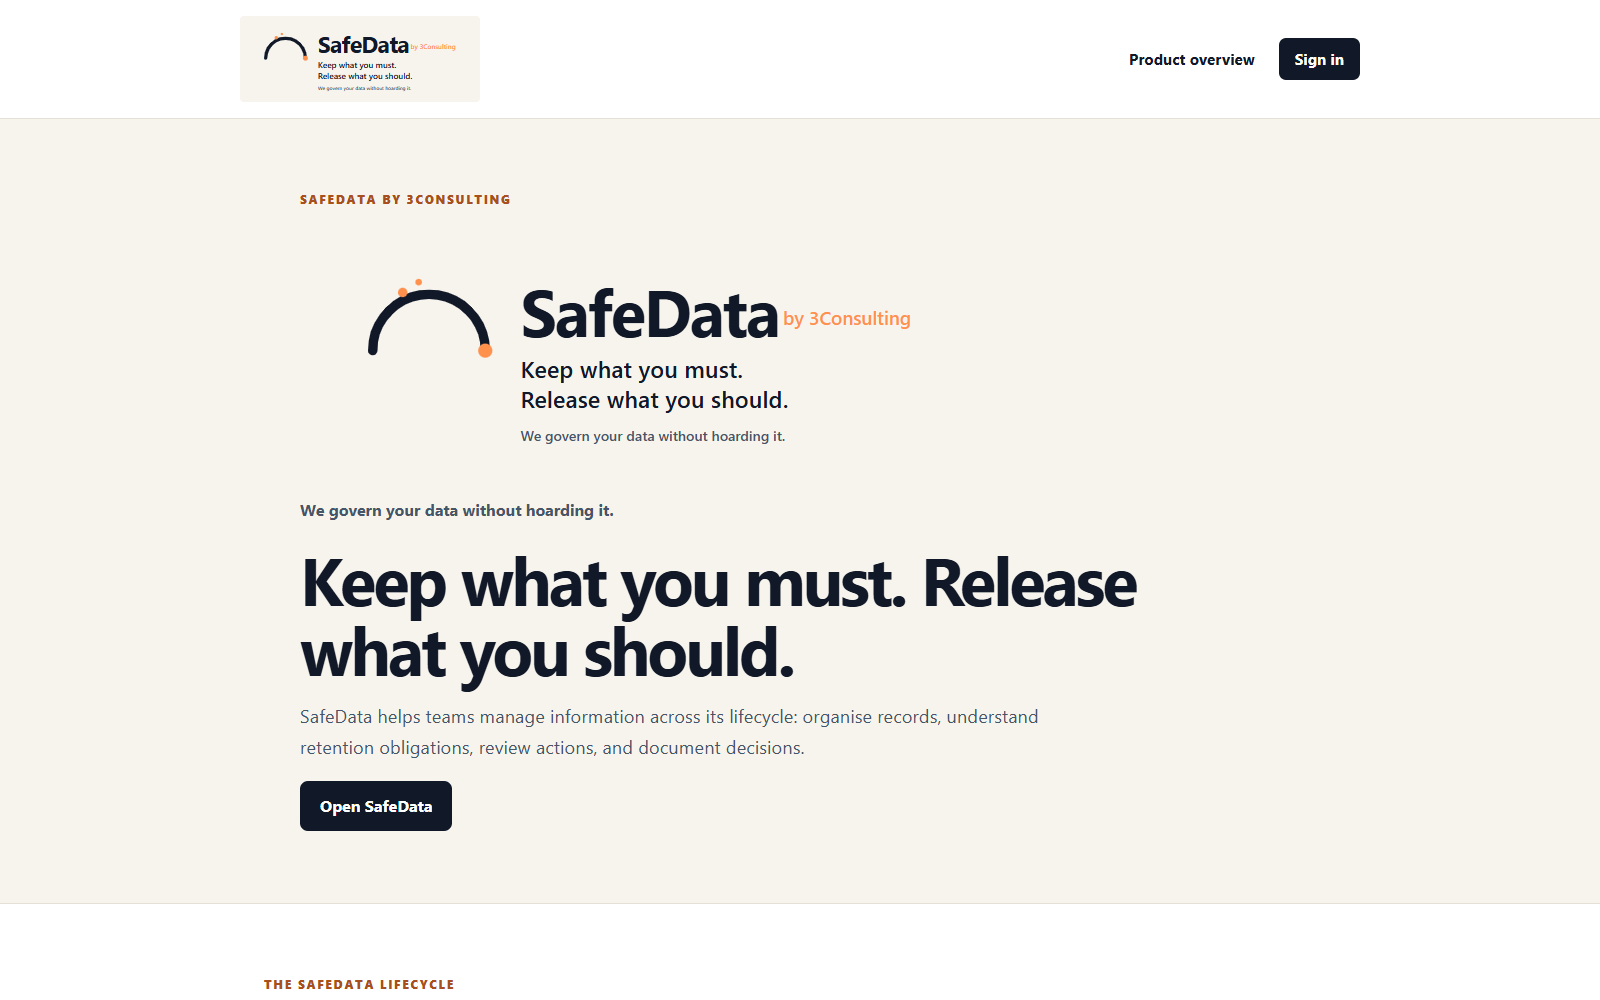 SafeData by 3Consulting
Keep what you must.
Release what you should.
We govern your data without hoarding it.
Product overview
Sign in
SAFEDATA BY 3CONSULTING
SafeData by 3Consulting
Keep what you must.
Release what you should.
We govern your data without hoarding it.
We govern your data without hoarding it.
Keep what you must. Release
what you should.
SafeData helps teams manage information across its lifecycle: organise records, understand
retention obligations, review actions, and document decisions.
Open SafeData
THE SAFEDATA LIFECYCLE